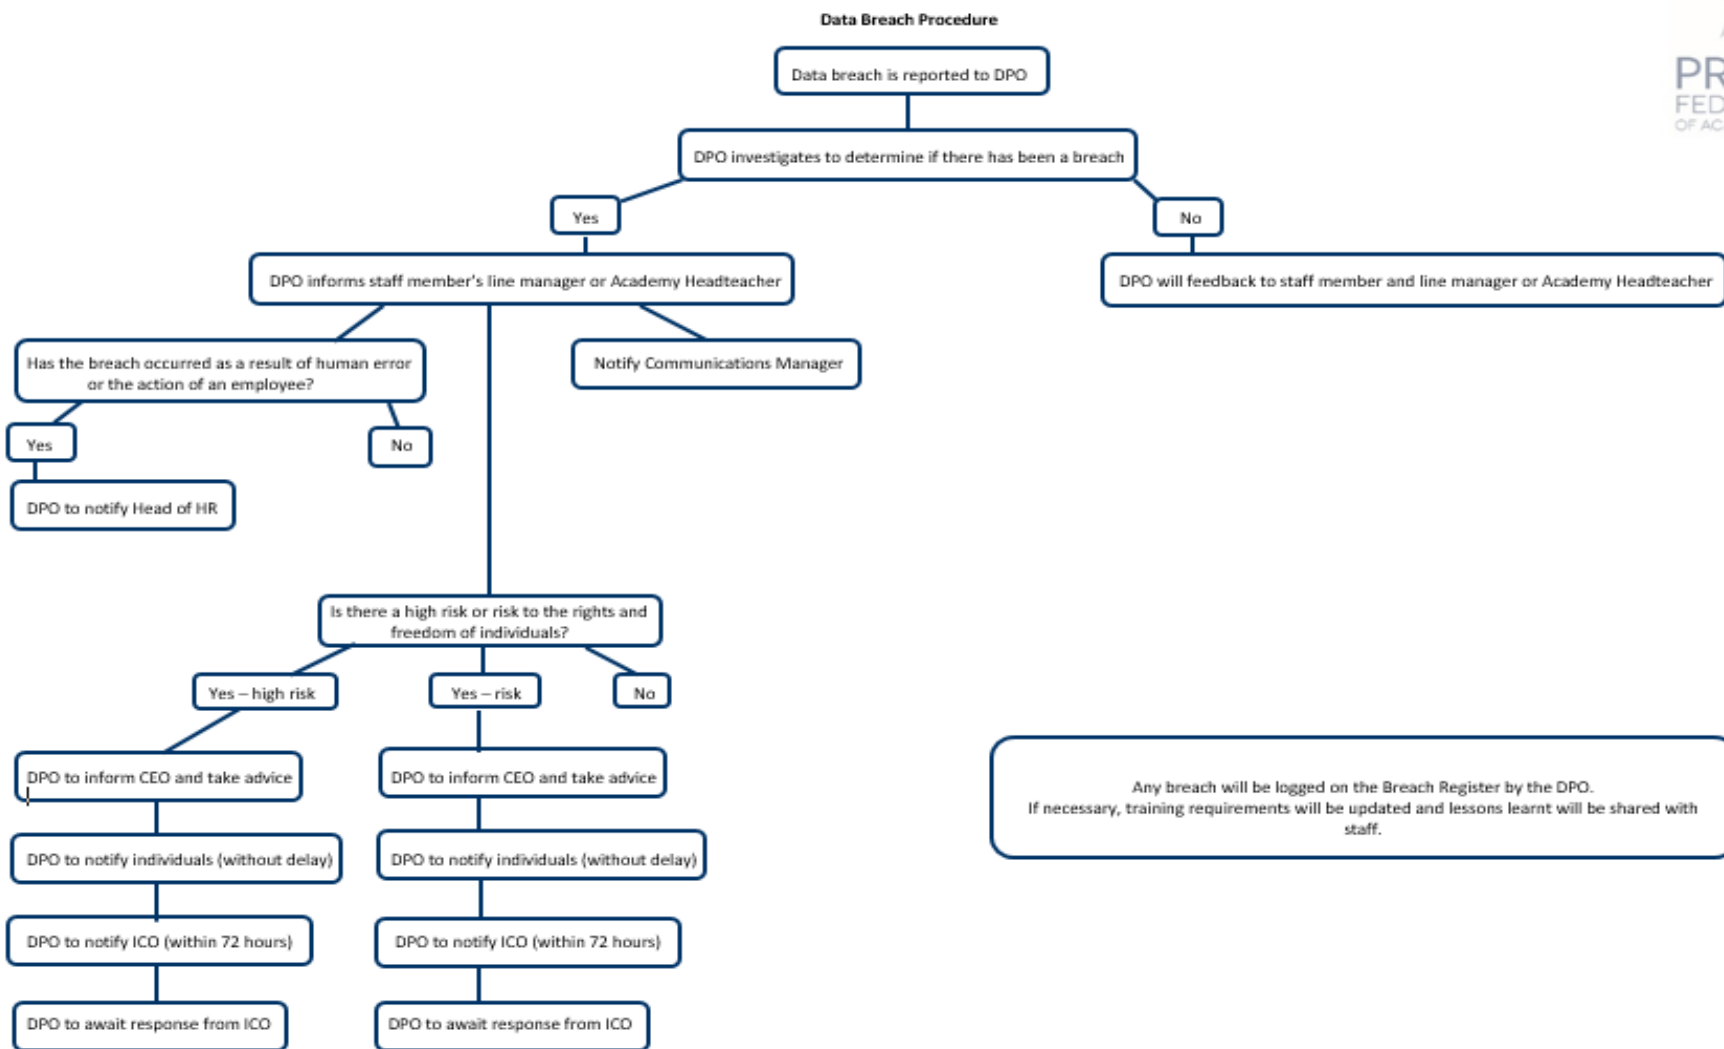 Data Breach Procedure
Data breach is reported to DPO
PR
FED
OF AC
DPO investigates to determine if there has been a breach
Yes
No
DPO informs staff member's line manager or Academy Headteacher
DPO will feedback to staff member and line manager or Academy Headteacher
Has the breach occurred as a result of human error
or the action of an employee?
Notify Communications Manager
Yes
No
DPO to notify Head of HR
Is there a high risk or risk to the rights and
freedom of individuals?
Yes – high risk
Yes – risk
No
DPO to inform CEO and take advice
DPO to inform CEO and take advice
Any breach will be logged on the Breach Register by the DPO.
If necessary, training requirements will be updated and lessons learnt will be shared with
staff.
DPO to notify individuals (without delay)
DPO to notify individuals (without delay)
DPO to notify ICO (within 72 hours)
DPO to notify ICO (within 72 hours)
DPO to await response from ICO
DPO to await response from ICO